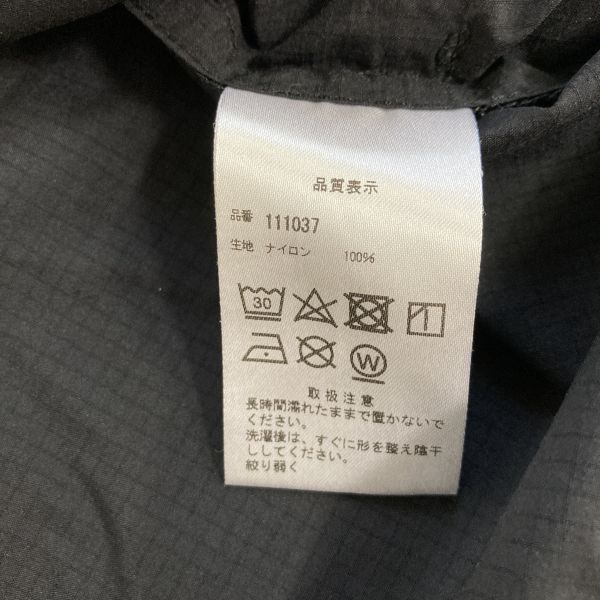 品質表示
品番 111037
生地 ナイロン 100%
30
W
取扱注意
長時間濡れたままで置かないで
ください。
洗濯後は、すぐに形を整え陰干
ししてください。
絞り弱く